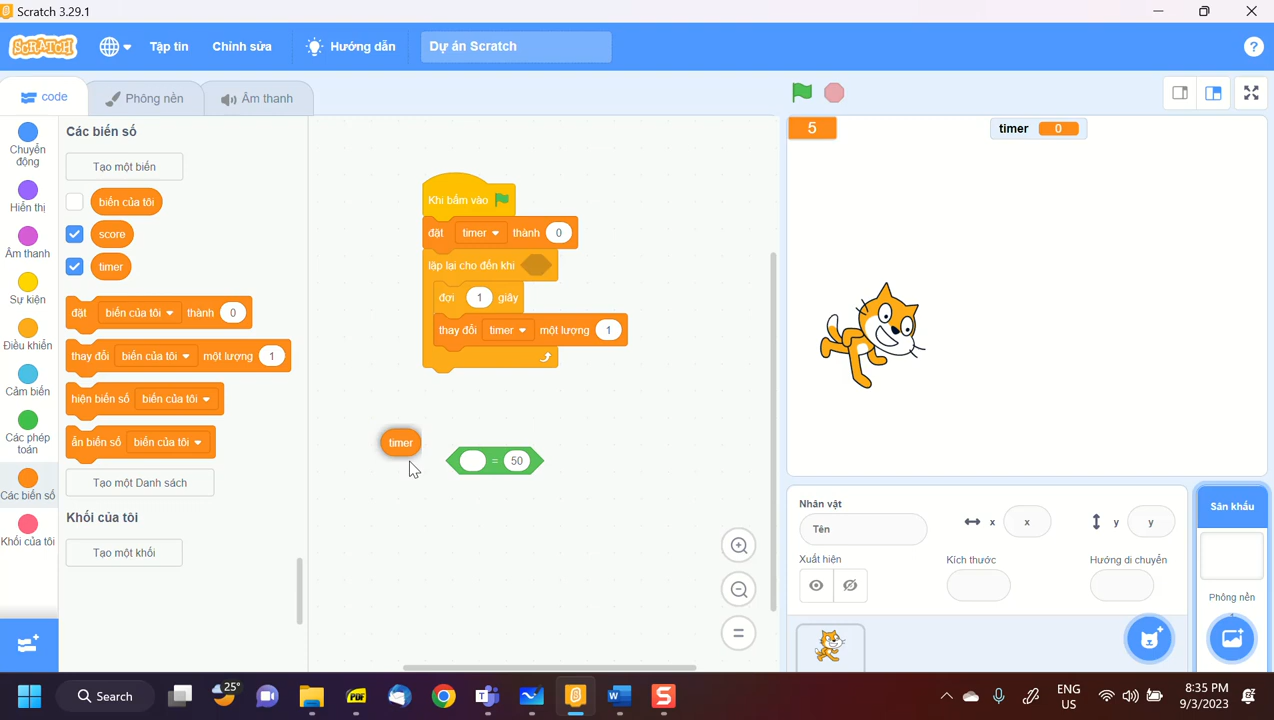 Scratch 3.29.1
SCRATCH
Tập tin
Chỉnh sửa
Hướng dẫn
Dự án Scratch
?
code
Phông nền
Âm thanh
Chuyển động
Hiển thị
Âm thanh
Sự kiện
Điều khiển
Cảm biến
Các phép toán
Các biến số
Khối của tôi
Các biến số
Tạo một biến
biến của tôi
score
timer
đặt biến của tôi thành 0
thay đổi biến của tôi một lượng 1
hiện biến số biến của tôi
ẩn biến số biến của tôi
Tạo một Danh sách
Khối của tôi
Tạo một khối
Khi bấm vào
đặt timer thành 0
lặp lại cho đến khi
đợi 1 giây
thay đổi timer một lượng 1
timer
= 50
5
timer 0
Nhân vật
Tên
x x
y y
Xuất hiện
Kích thước
Hướng di chuyển
Sân khấu
Phông nền
25°
Search
PDF
ENG
US
8:35 PM
9/3/2023